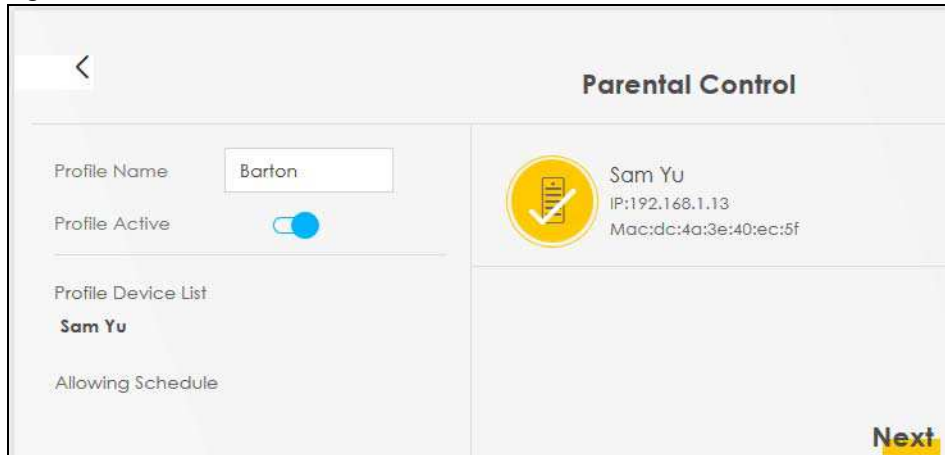 Parental Control
Profile Name Barton
Profile Active
Profile Device List
Sam Yu
Allowing Schedule
Sam Yu
IP:192.168.1.13
Mac:dc:4a:3e:40:ec:5f
Next